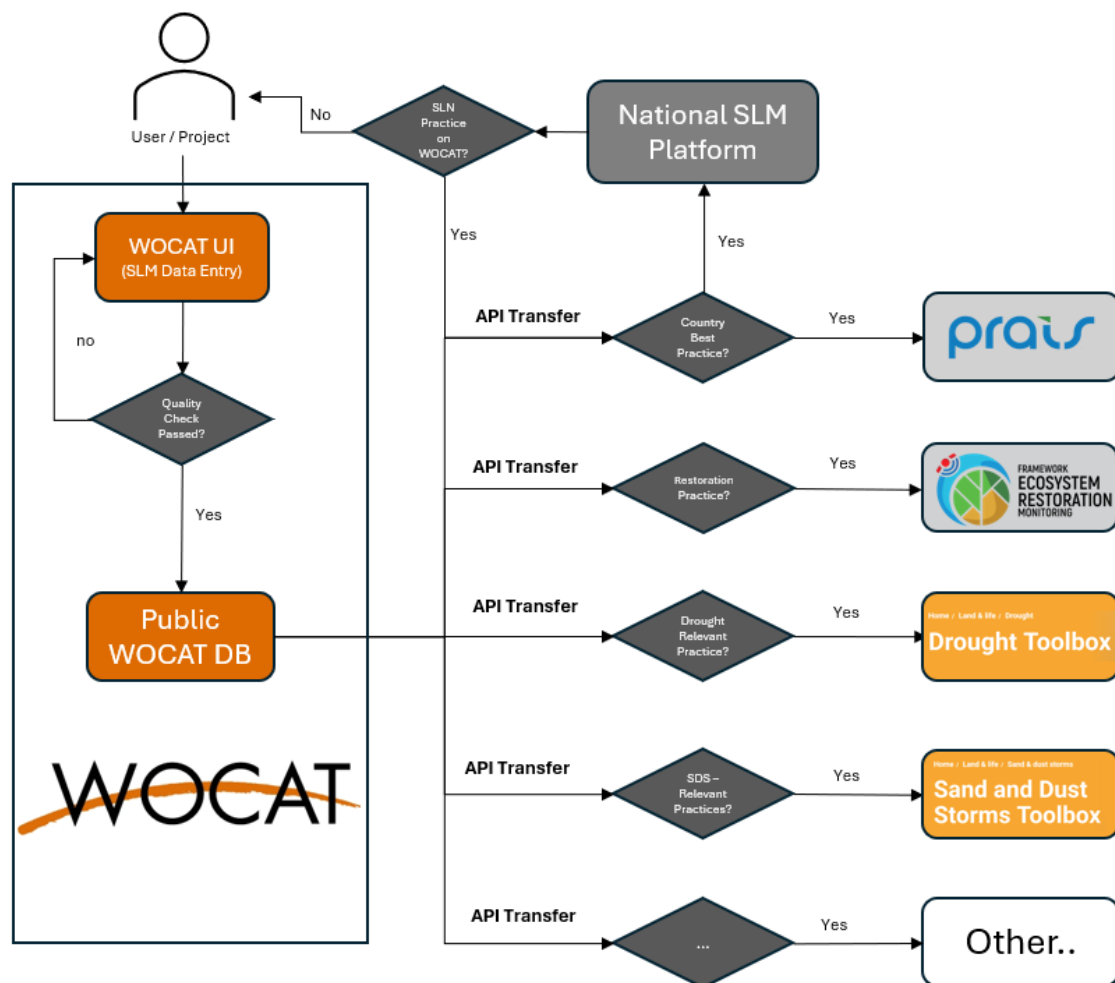 User / Project
No
SLN
Practice
on
WOCAT?
National SLM
Platform
WOCAT UI
(SLM Data Entry)
Yes
Yes
no
API Transfer
Country
Best
Practice?
Yes
prais
Quality
Check
Passed?
API Transfer
Restoration
Practice?
Yes
FRAMEWORK
ECOSYSTEM
RESTORATION
MONITORING
Yes
Public
WOCAT DB
API Transfer
Drought
Relevant
Practice?
Yes
Home / Land & life / Drought
Drought Toolbox
WOCAT
API Transfer
SDS –
Relevant
Practices?
Yes
Home / Land & life / Sand & dust storms
Sand and Dust
Storms Toolbox
API Transfer
...
Yes
Other..